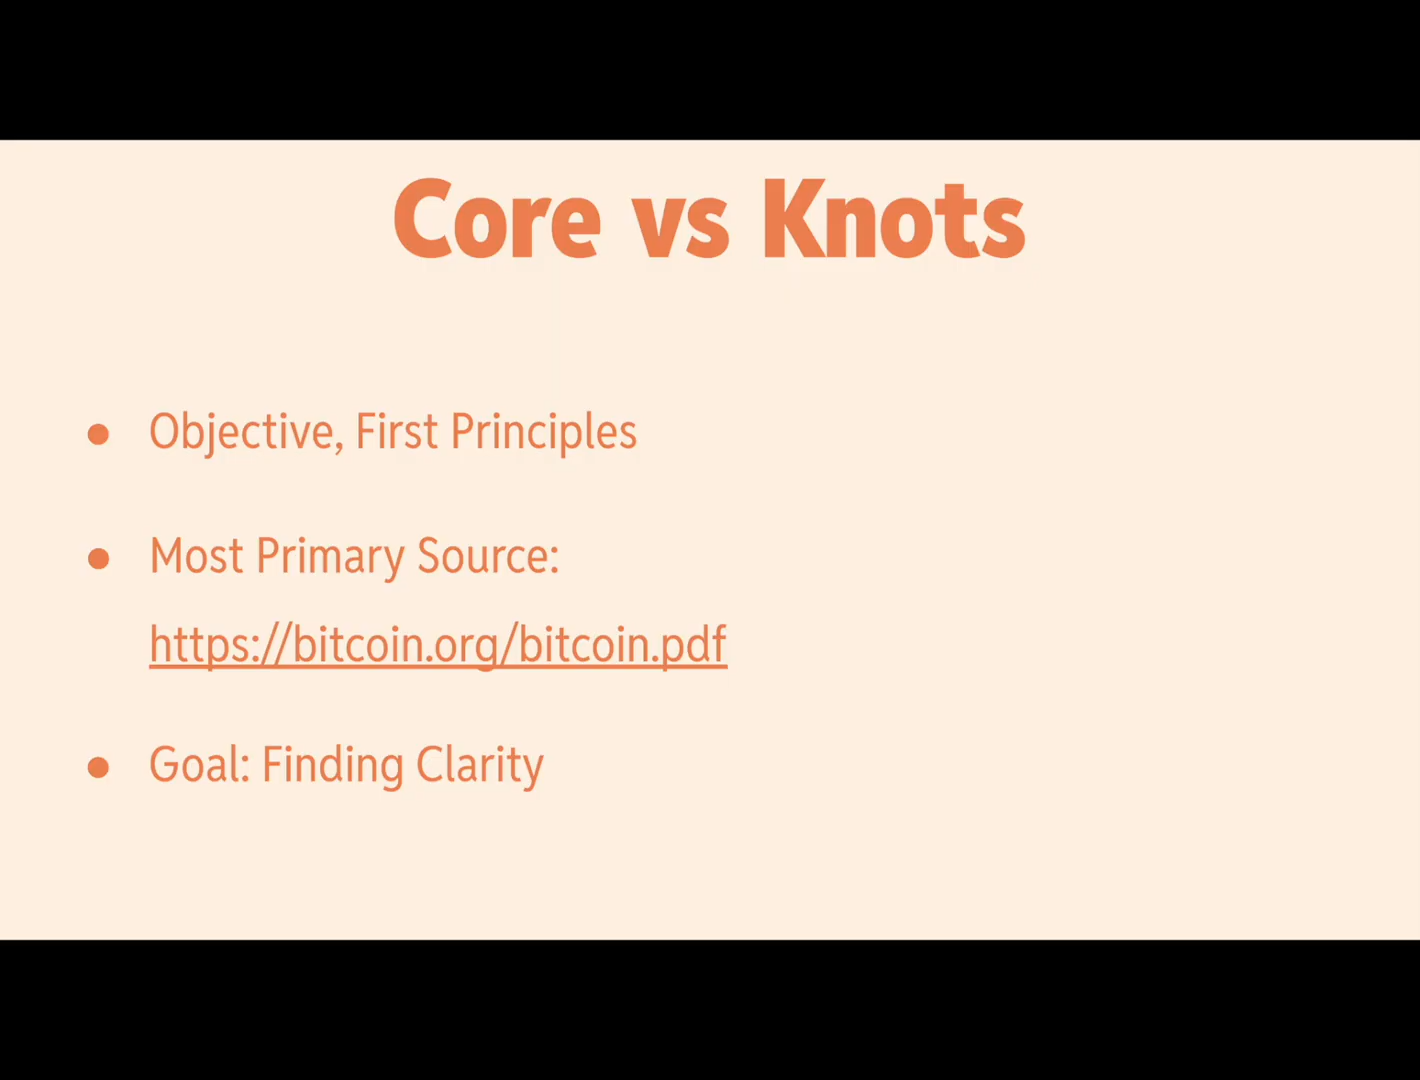 Core vs Knots
● Objective, First Principles
● Most Primary Source:
https://bitcoin.org/bitcoin.pdf
● Goal: Finding Clarity